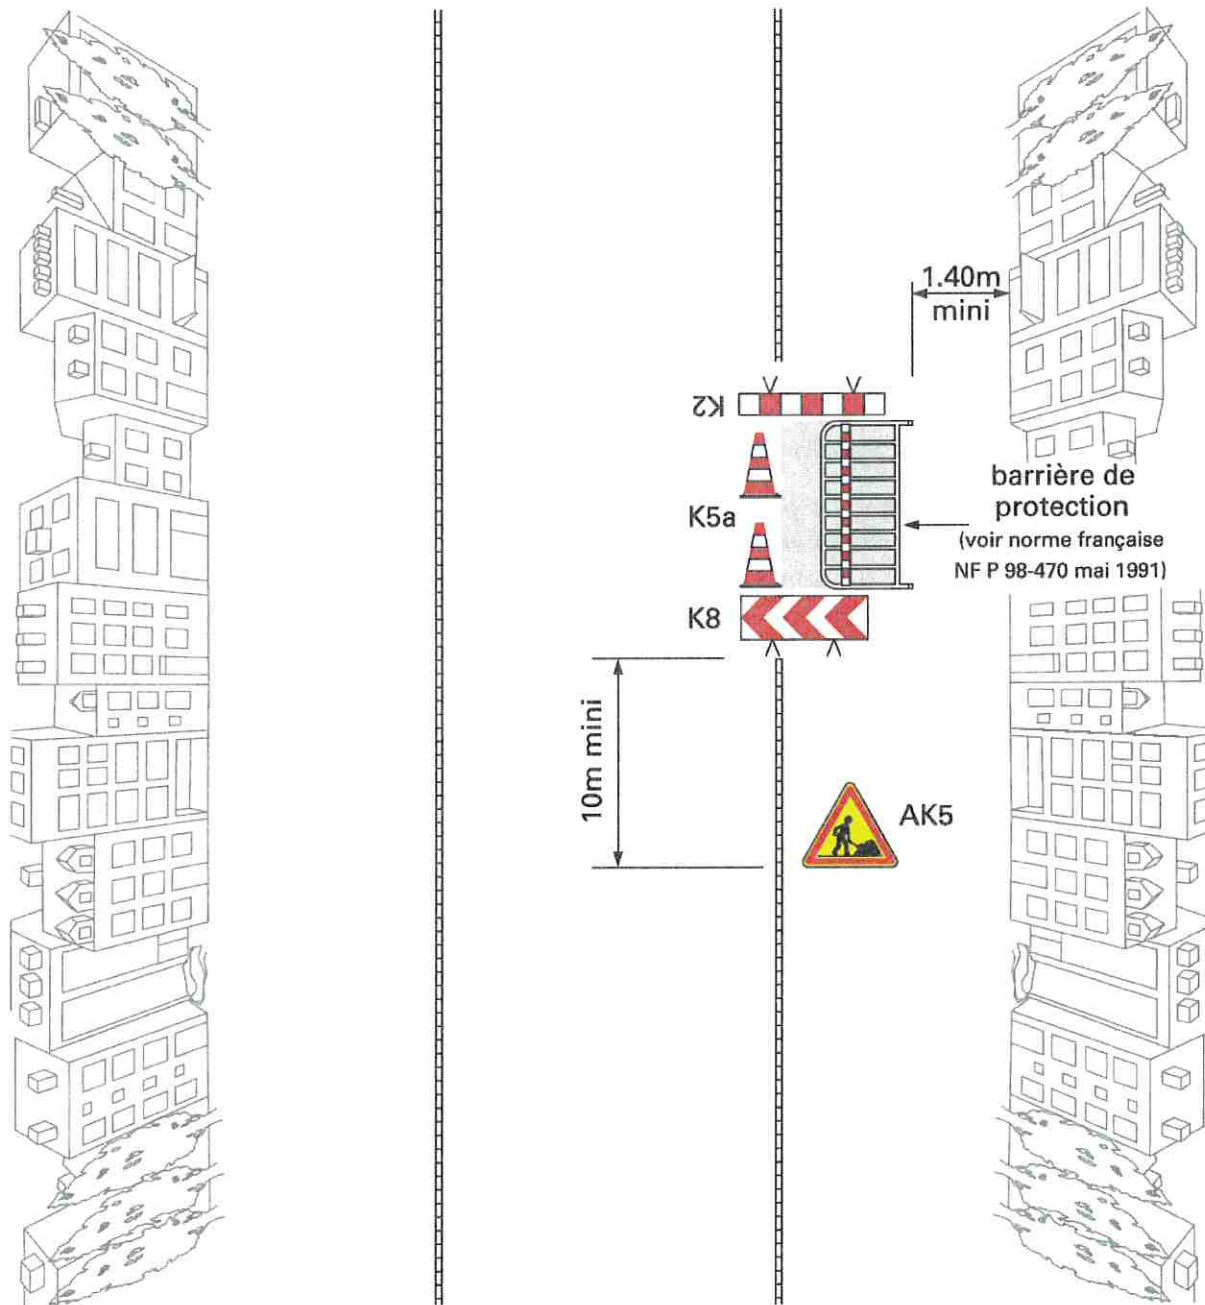 1.40m
mini
K2
K5a
barrière de
protection
(voir norme française
NF P 98-470 mai 1991)
K8
10m mini
AK5